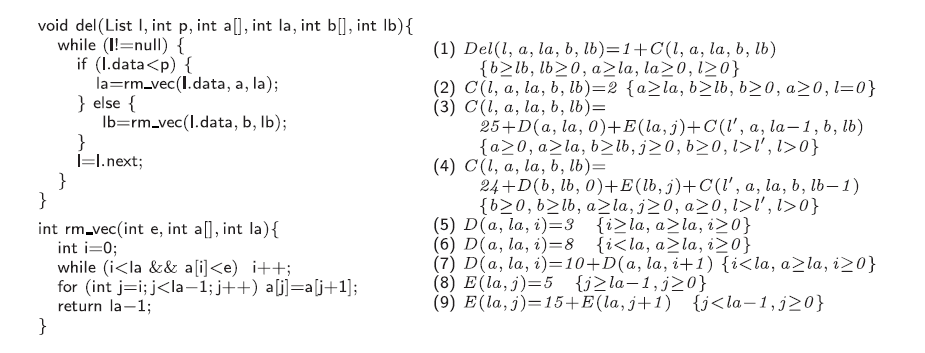 void del(List l, int p, int a[], int la, int b[], int lb){
while (l!=null) {
if (l.data<p) {
la=rm_vec(l.data, a, la);
} else {
lb=rm_vec(l.data, b, lb);
}
l=l.next;
}
}
int rm_vec(int e, int a[], int la){
int i=0;
while (i<la && a[i]<e) i++;
for (int j=i; j<la−1; j++) a[j]=a[j+1];
return la−1;
}
(1) Del(l, a, la, b, lb)=1+C(l, a, la, b, lb)
{b≥lb, lb≥0, a≥la, la≥0, l≥0}
(2) C(l, a, la, b, lb)=2 {a≥la, b≥lb, b≥0, a≥0, l=0}
(3) C(l, a, la, b, lb)=
25+D(a, la, 0)+E(la, j)+C(l′, a, la−1, b, lb)
{a≥0, a≥la, b≥lb, j≥0, b≥0, l>l′, l>0}
(4) C(l, a, la, b, lb)=
24+D(b, lb, 0)+E(lb, j)+C(l′, a, la, b, lb−1)
{b≥0, b≥lb, a≥la, j≥0, a≥0, l>l′, l>0}
(5) D(a, la, i)=3 {i≥la, a≥la, i≥0}
(6) D(a, la, i)=8 {i<la, a≥la, i≥0}
(7) D(a, la, i)=10+D(a, la, i+1) {i<la, a≥la, i≥0}
(8) E(la, j)=5 {j≥la−1, j≥0}
(9) E(la, j)=15+E(la, j+1) {j<la−1, j≥0}